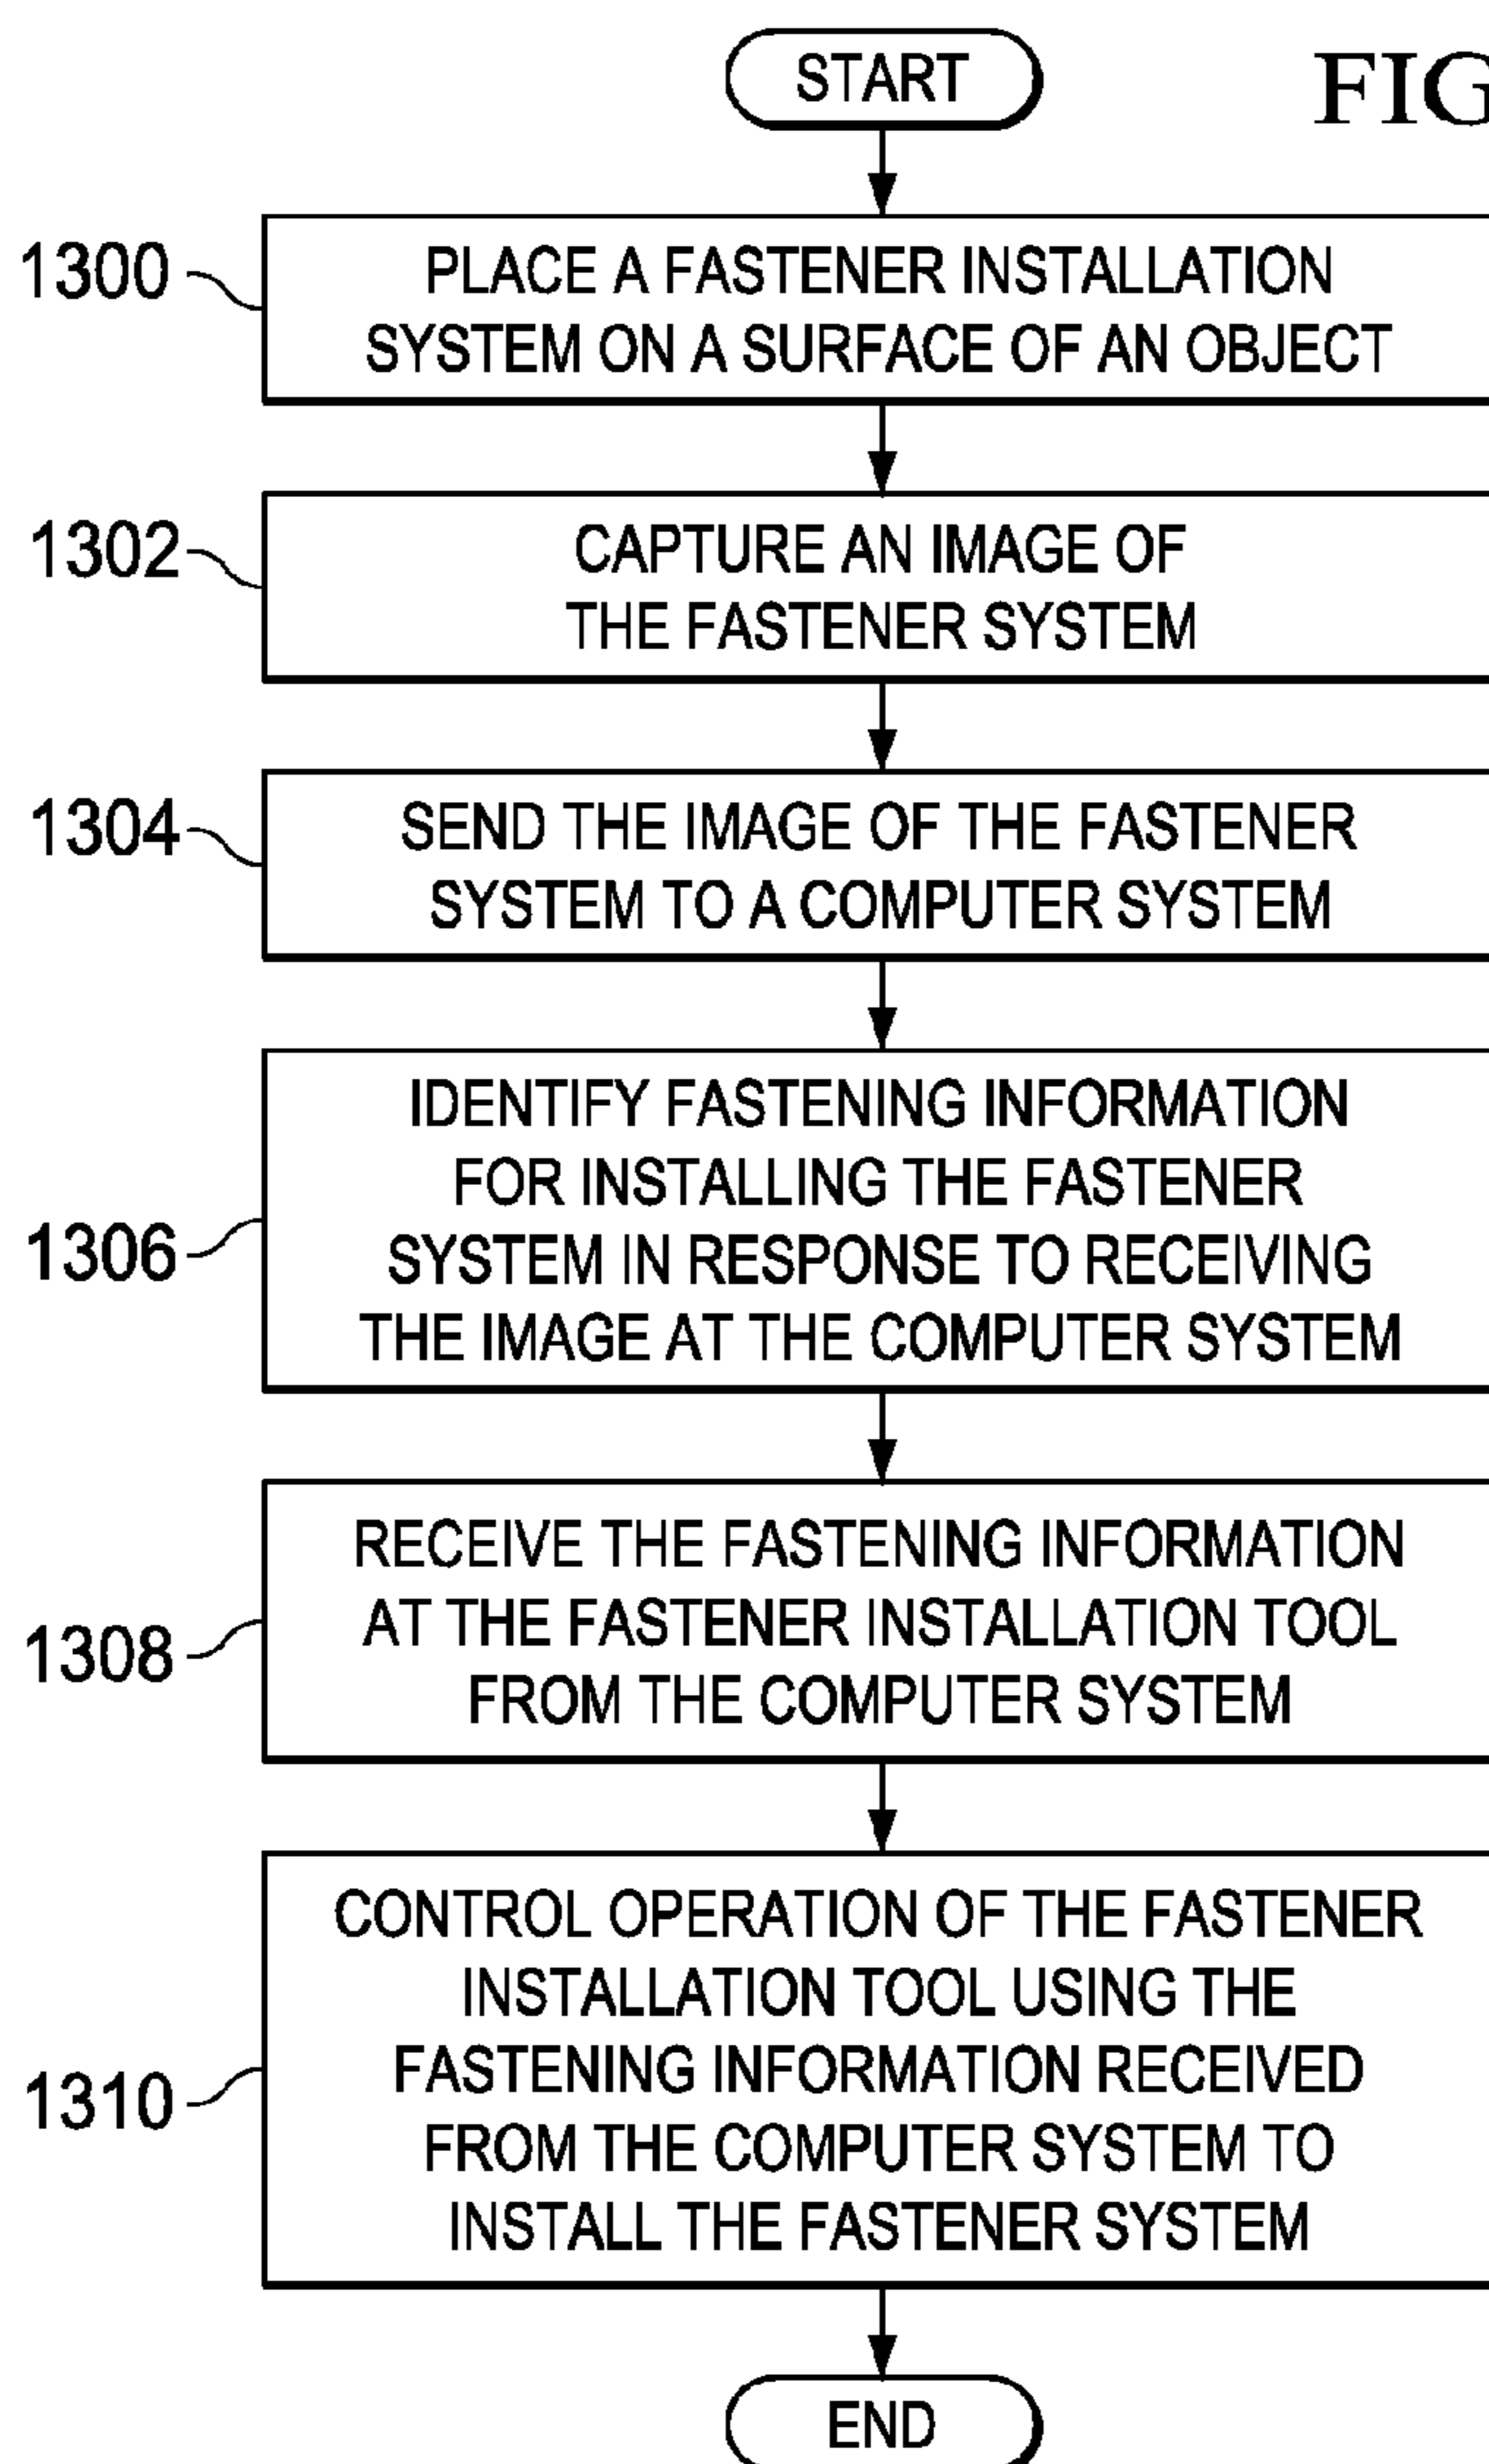 START
FIG
1300
PLACE A FASTENER INSTALLATION
SYSTEM ON A SURFACE OF AN OBJECT
1302
CAPTURE AN IMAGE OF
THE FASTENER SYSTEM
1304
SEND THE IMAGE OF THE FASTENER
SYSTEM TO A COMPUTER SYSTEM
1306
IDENTIFY FASTENING INFORMATION
FOR INSTALLING THE FASTENER
SYSTEM IN RESPONSE TO RECEIVING
THE IMAGE AT THE COMPUTER SYSTEM
1308
RECEIVE THE FASTENING INFORMATION
AT THE FASTENER INSTALLATION TOOL
FROM THE COMPUTER SYSTEM
1310
CONTROL OPERATION OF THE FASTENER
INSTALLATION TOOL USING THE
FASTENING INFORMATION RECEIVED
FROM THE COMPUTER SYSTEM TO
INSTALL THE FASTENER SYSTEM
END